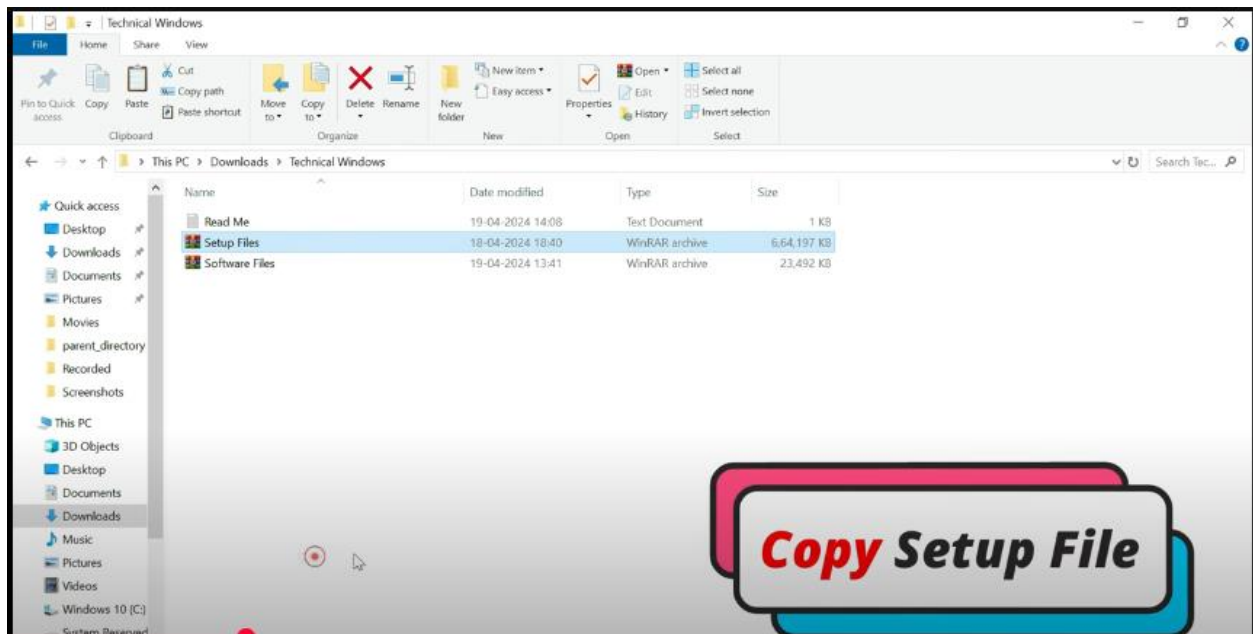 Technical Windows
File Home Share View
Pin to Quick access
Copy
Paste
Cut
Copy path
Paste shortcut
Clipboard
Move to
Copy to
Delete
Rename
Organize
New folder
New item
Easy access
New
Properties
Open
Edit
History
Open
Select all
Select none
Invert selection
Select
This PC > Downloads > Technical Windows
Search Tec...
Quick access
Desktop
Downloads
Documents
Pictures
Movies
parent_directory
Recorded
Screenshots
This PC
3D Objects
Desktop
Documents
Downloads
Music
Pictures
Videos
Windows 10 (C:)
System Reserved
Name Date modified Type Size
Read Me 19-04-2024 14:08 Text Document 1 KB
Setup Files 18-04-2024 18:40 WinRAR archive 6,64,197 KB
Software Files 19-04-2024 13:41 WinRAR archive 23,492 KB
Copy Setup File